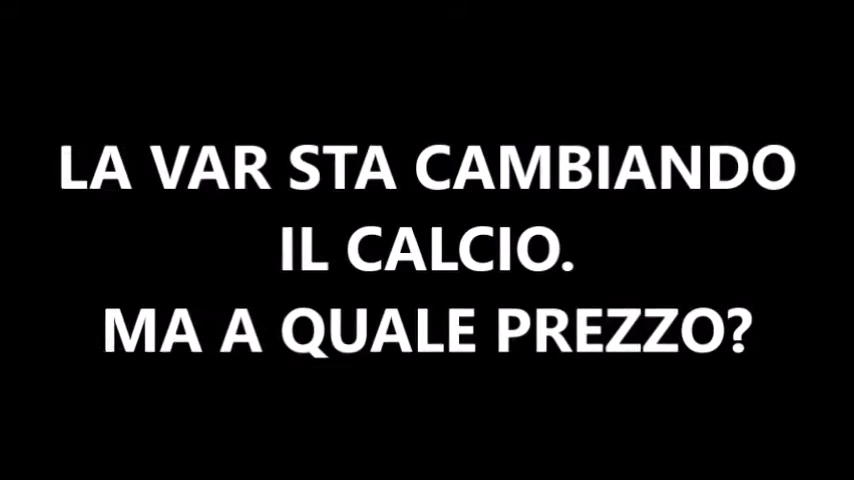 LA VAR STA CAMBIANDO
IL CALCIO.
MA A QUALE PREZZO?